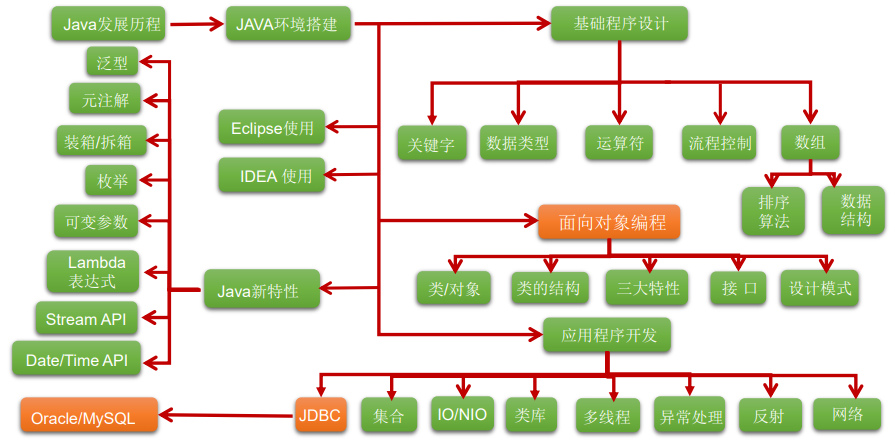 Java发展历程
JAVA环境搭建
基础程序设计
泛型
元注解
装箱/拆箱
枚举
可变参数
Lambda
表达式
Stream API
Date/Time API
Eclipse使用
IDEA 使用
Java新特性
关键字
数据类型
运算符
流程控制
数组
排序
算法
数据
结构
面向对象编程
类/对象
类的结构
三大特性
接 口
设计模式
应用程序开发
Oracle/MySQL
JDBC
集合
IO/NIO
类库
多线程
异常处理
反射
网络